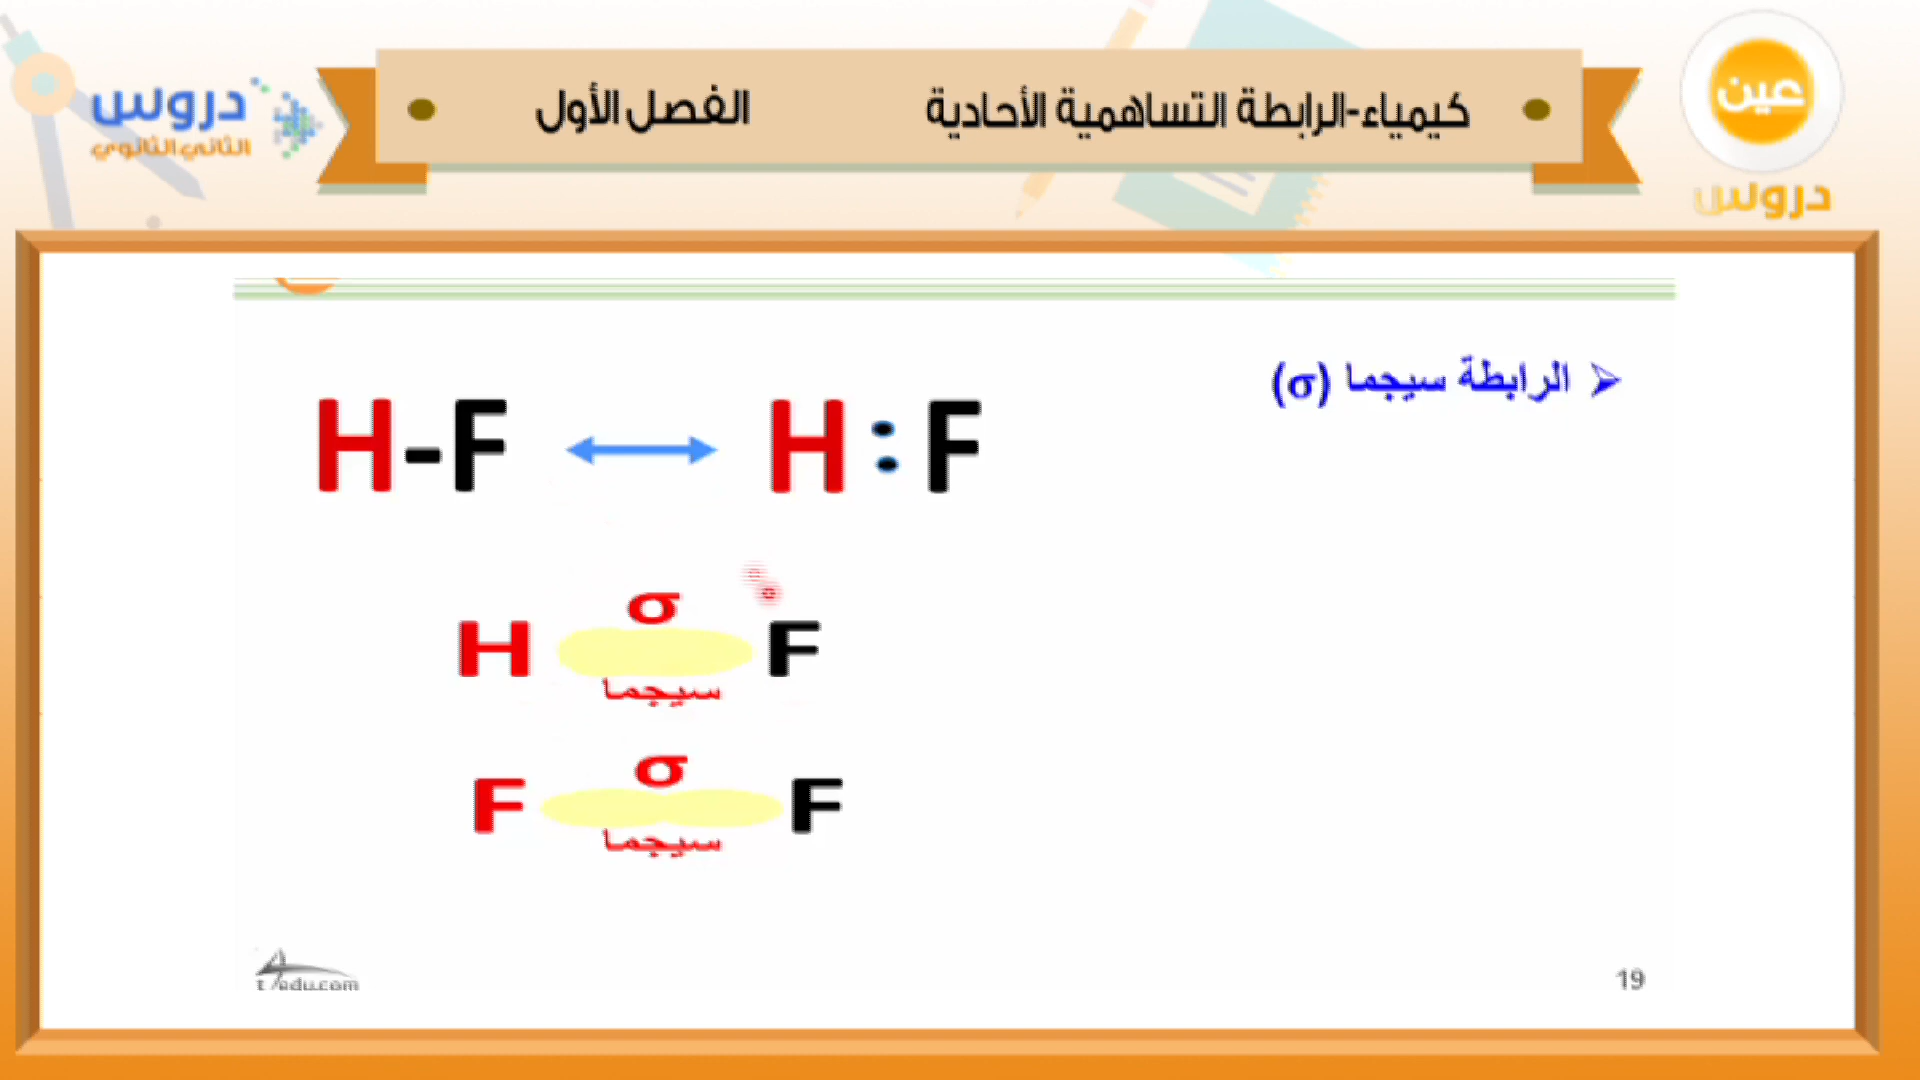 كيمياء-الرابطة التساهمية الأحادية
الفصل الأول
عين
دروس
دروس
الثاني الثانوي
الرابطة سيجما (σ)
H-F ↔ H : F
σ
H F
سيجما
σ
F F
سيجما
t4edu.com
19